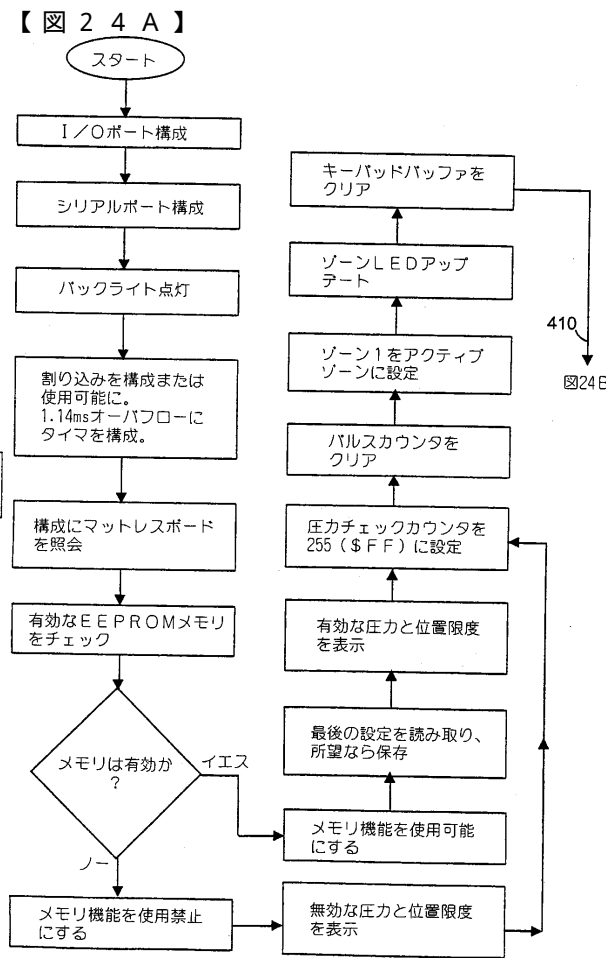 【図24A】
スタート
I/Oポート構成
シリアルポート構成
バックライト点灯
割り込みを構成または
使用可能に。
1.14msオーバフローに
タイマを構成。
構成にマットレスボード
を照会
有効なEEPROMメモリ
をチェック
メモリは有効か
?
イエス
ノー
メモリ機能を使用禁止
にする
無効な圧力と位置限度
を表示
メモリ機能を使用可能
にする
最後の設定を読み取り、
所望なら保存
有効な圧力と位置限度
を表示
圧力チェックカウンタを
255($FF)に設定
パルスカウンタを
クリア
ゾーン1をアクティブ
ゾーンに設定
ゾーンLEDアップ
デート
キーパッドバッファを
クリア
410
図24B